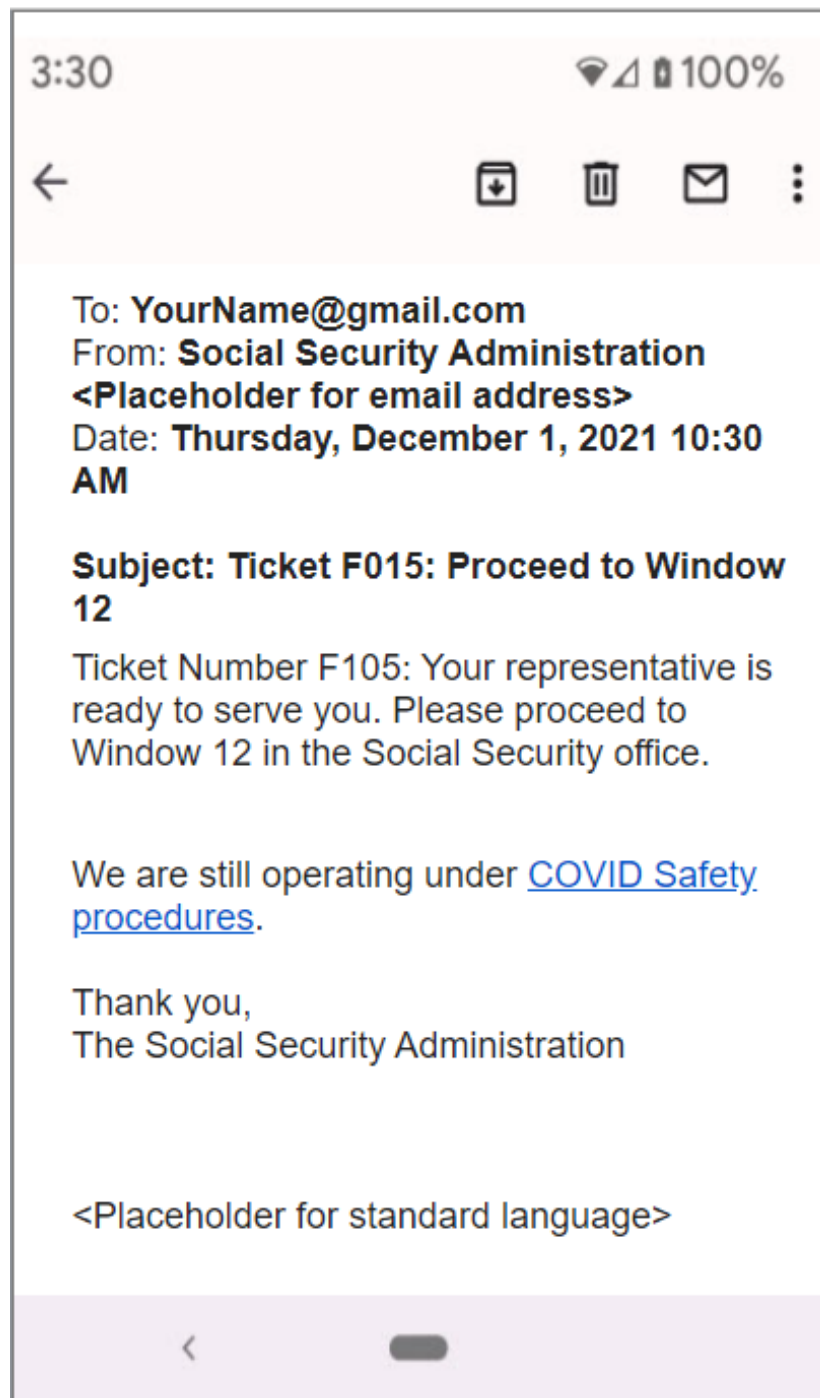 3:30
100%
To: YourName@gmail.com
From: Social Security Administration
<Placeholder for email address>
Date: Thursday, December 1, 2021 10:30
AM
Subject: Ticket F015: Proceed to Window
12
Ticket Number F105: Your representative is
ready to serve you. Please proceed to
Window 12 in the Social Security office.
We are still operating under COVID Safety
procedures.
Thank you,
The Social Security Administration
<Placeholder for standard language>